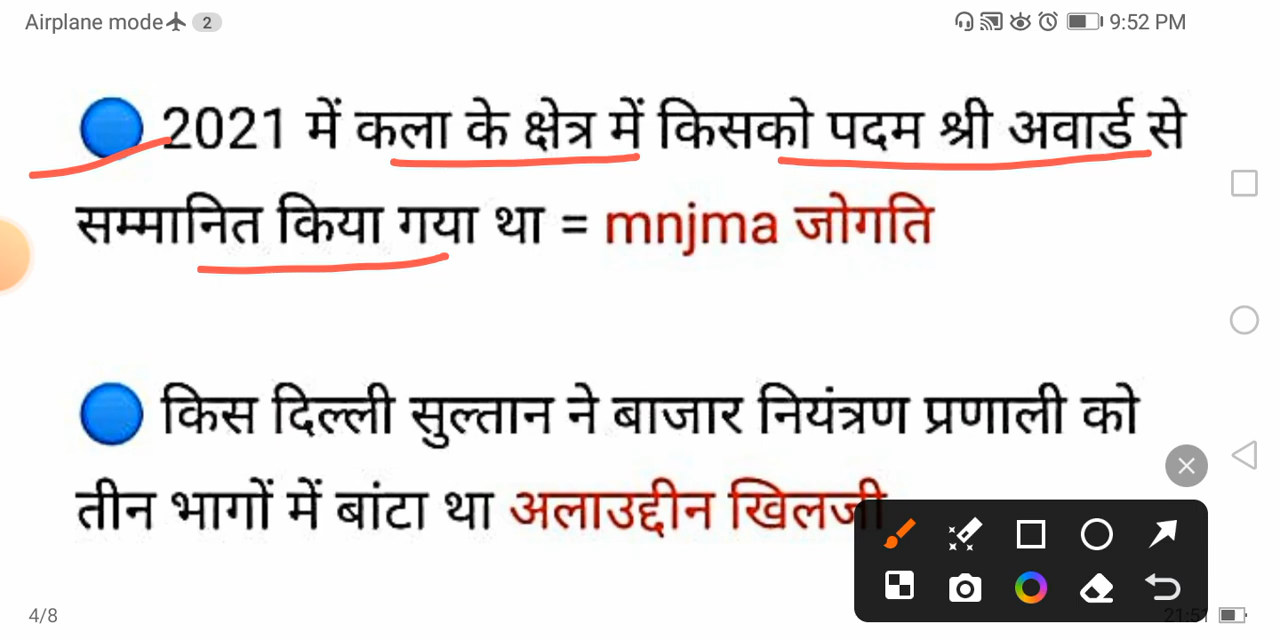 Airplane mode 2 9:52 PM
2021 में कला के क्षेत्र में किसको पदम श्री अवार्ड से
सम्मानित किया गया था = mnjma जोगति
किस दिल्ली सुल्तान ने बाजार नियंत्रण प्रणाली को
तीन भागों में बांटा था अलाउद्दीन खिलजी
4/8 21:51